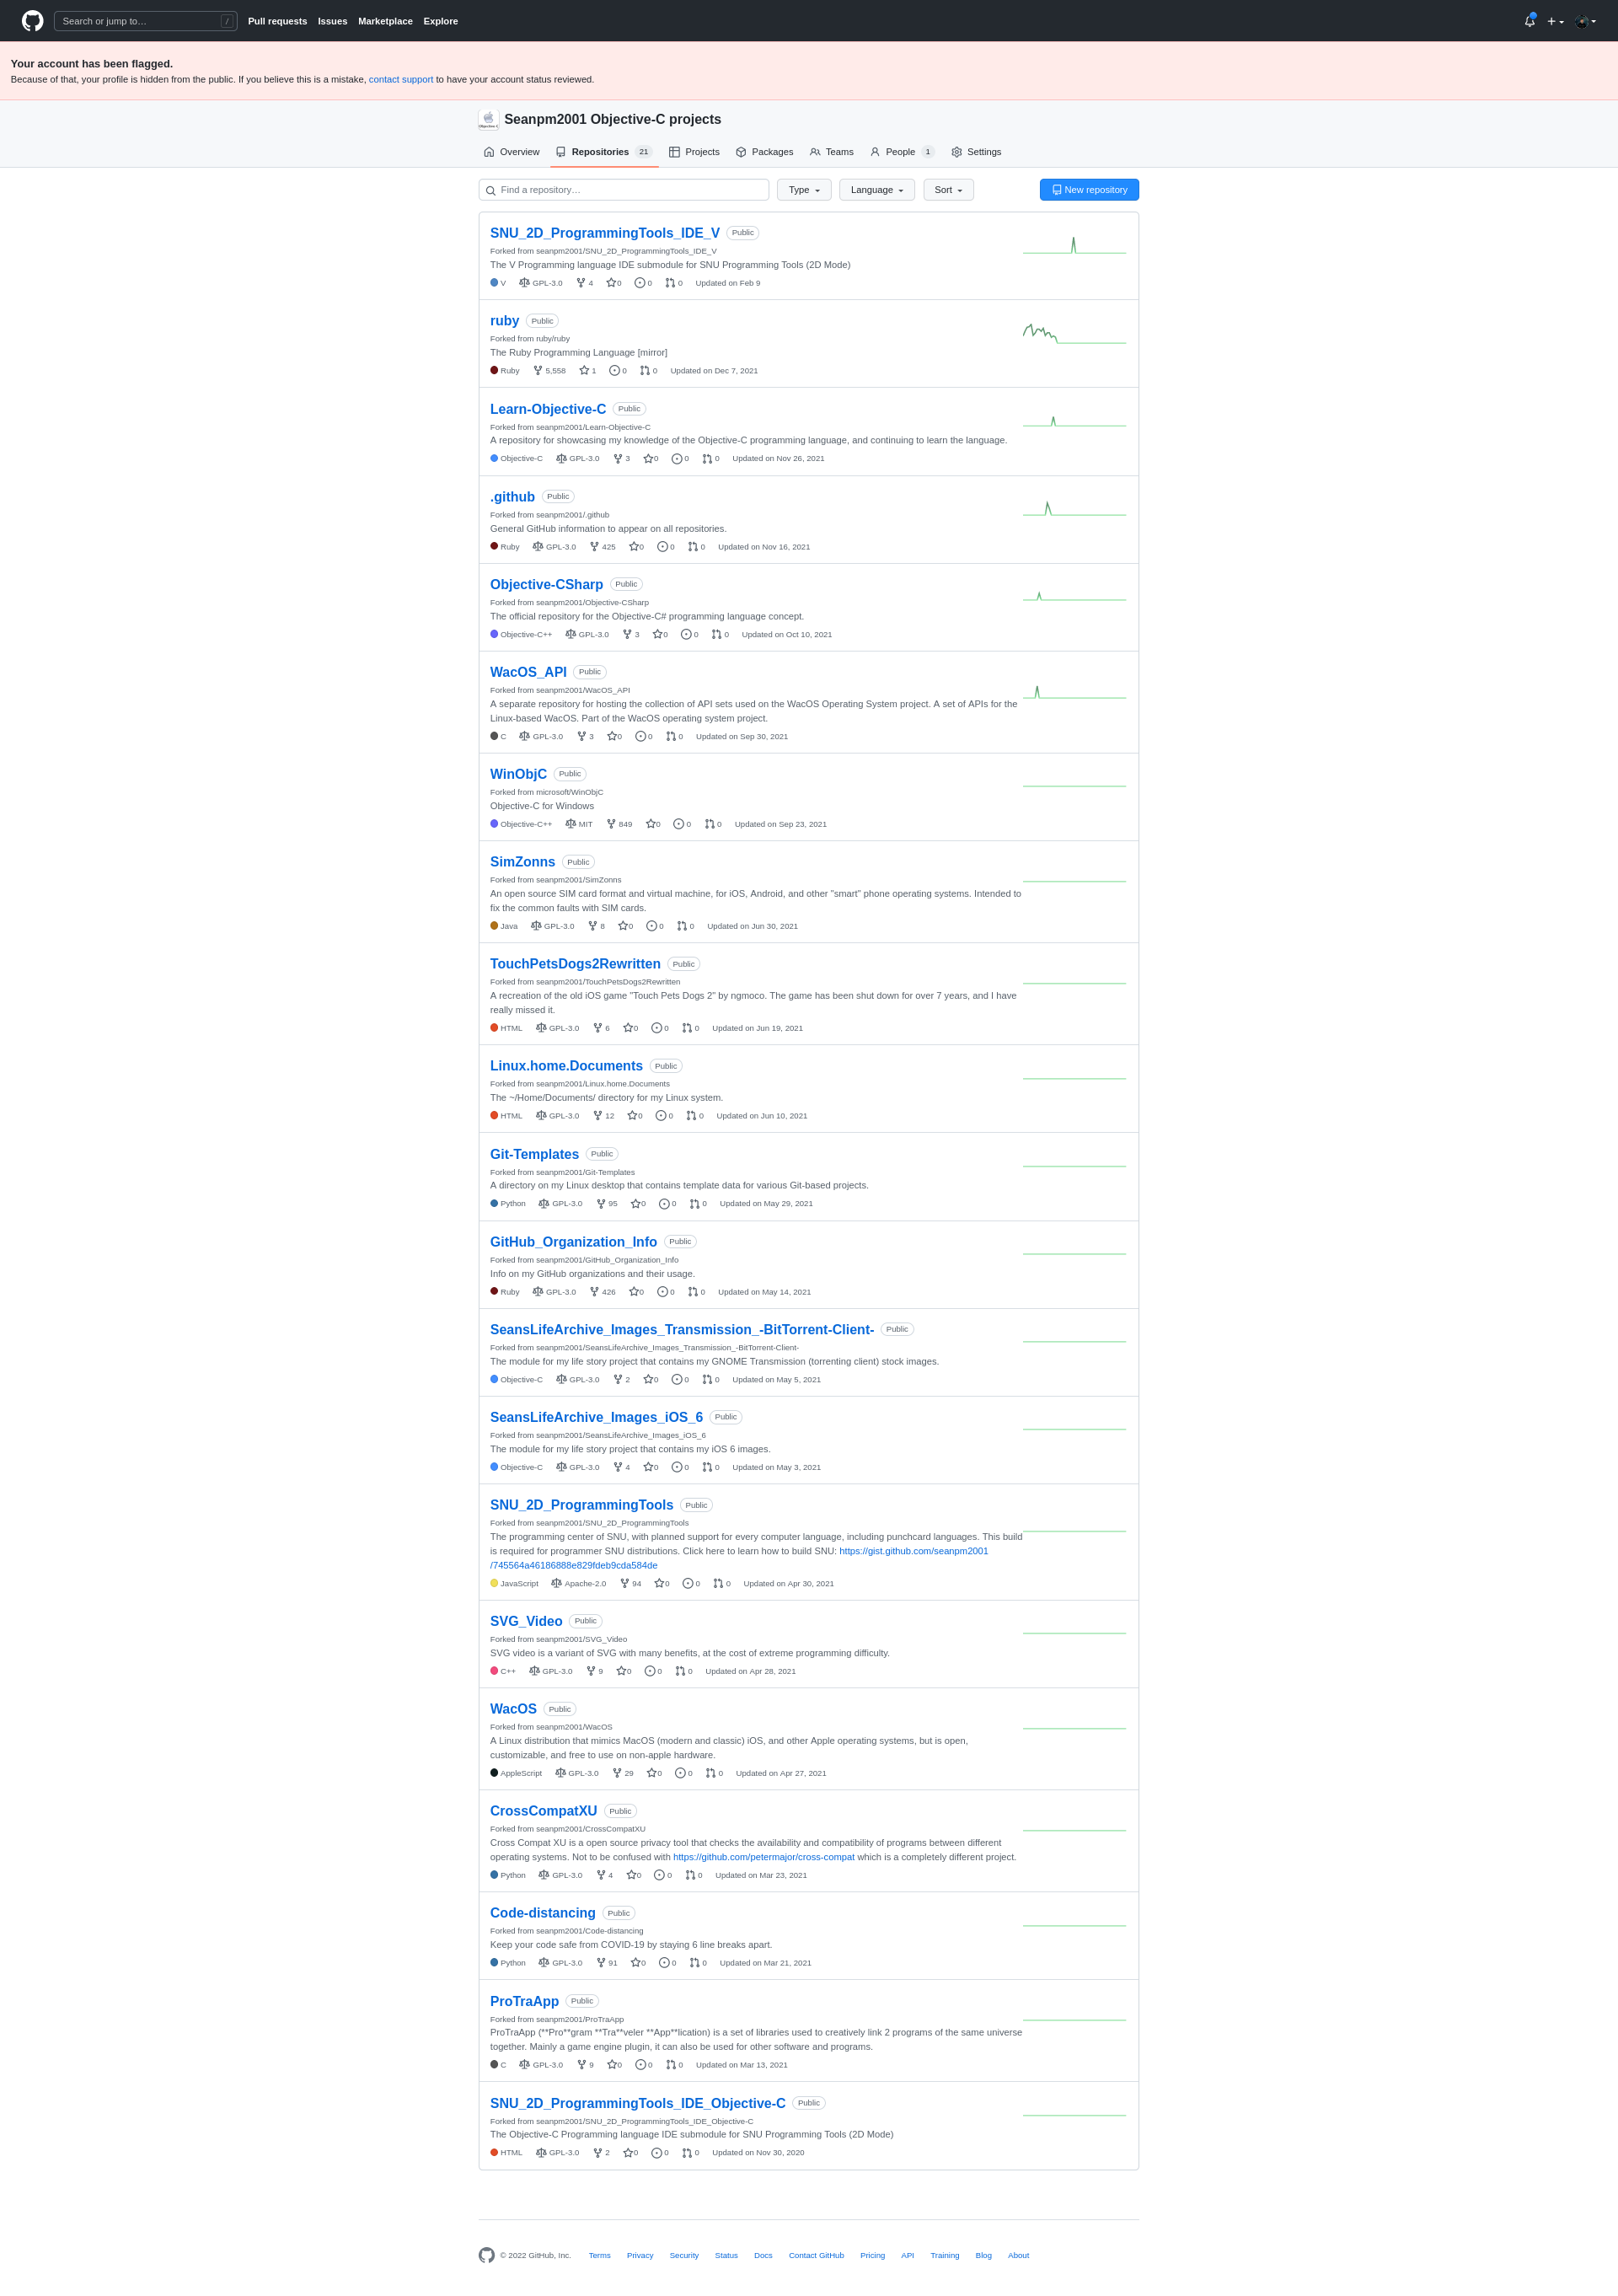 Search or jump to… /
Pull requests Issues Marketplace Explore
Your account has been flagged.
Because of that, your profile is hidden from the public. If you believe this is a mistake, contact support to have your account status reviewed.
Seanpm2001 Objective-C projects
Overview Repositories 21 Projects Packages Teams People 1 Settings
Find a repository… Type Language Sort New repository
SNU_2D_ProgrammingTools_IDE_V Public
Forked from seanpm2001/SNU_2D_ProgrammingTools_IDE_V
The V Programming language IDE submodule for SNU Programming Tools (2D Mode)
V GPL-3.0 4 0 0 0 Updated on Feb 9
ruby Public
Forked from ruby/ruby
The Ruby Programming Language [mirror]
Ruby 5,558 1 0 0 Updated on Dec 7, 2021
Learn-Objective-C Public
Forked from seanpm2001/Learn-Objective-C
A repository for showcasing my knowledge of the Objective-C programming language, and continuing to learn the language.
Objective-C GPL-3.0 3 0 0 0 Updated on Nov 26, 2021
.github Public
Forked from seanpm2001/.github
General GitHub information to appear on all repositories.
Ruby GPL-3.0 425 0 0 0 Updated on Nov 16, 2021
Objective-CSharp Public
Forked from seanpm2001/Objective-CSharp
The official repository for the Objective-C# programming language concept.
Objective-C++ GPL-3.0 3 0 0 0 Updated on Oct 10, 2021
WacOS_API Public
Forked from seanpm2001/WacOS_API
A separate repository for hosting the collection of API sets used on the WacOS Operating System project. A set of APIs for the
Linux-based WacOS. Part of the WacOS operating system project.
C GPL-3.0 3 0 0 0 Updated on Sep 30, 2021
WinObjC Public
Forked from microsoft/WinObjC
Objective-C for Windows
Objective-C++ MIT 849 0 0 0 Updated on Sep 23, 2021
SimZonns Public
Forked from seanpm2001/SimZonns
An open source SIM card format and virtual machine, for iOS, Android, and other "smart" phone operating systems. Intended to
fix the common faults with SIM cards.
Java GPL-3.0 8 0 0 0 Updated on Jun 30, 2021
TouchPetsDogs2Rewritten Public
Forked from seanpm2001/TouchPetsDogs2Rewritten
A recreation of the old iOS game "Touch Pets Dogs 2" by ngmoco. The game has been shut down for over 7 years, and I have
really missed it.
HTML GPL-3.0 6 0 0 0 Updated on Jun 19, 2021
Linux.home.Documents Public
Forked from seanpm2001/Linux.home.Documents
The ~/Home/Documents/ directory for my Linux system.
HTML GPL-3.0 12 0 0 0 Updated on Jun 10, 2021
Git-Templates Public
Forked from seanpm2001/Git-Templates
A directory on my Linux desktop that contains template data for various Git-based projects.
Python GPL-3.0 95 0 0 0 Updated on May 29, 2021
GitHub_Organization_Info Public
Forked from seanpm2001/GitHub_Organization_Info
Info on my GitHub organizations and their usage.
Ruby GPL-3.0 426 0 0 0 Updated on May 14, 2021
SeansLifeArchive_Images_Transmission_-BitTorrent-Client- Public
Forked from seanpm2001/SeansLifeArchive_Images_Transmission_-BitTorrent-Client-
The module for my life story project that contains my GNOME Transmission (torrenting client) stock images.
Objective-C GPL-3.0 2 0 0 0 Updated on May 5, 2021
SeansLifeArchive_Images_iOS_6 Public
Forked from seanpm2001/SeansLifeArchive_Images_iOS_6
The module for my life story project that contains my iOS 6 images.
Objective-C GPL-3.0 4 0 0 0 Updated on May 3, 2021
SNU_2D_ProgrammingTools Public
Forked from seanpm2001/SNU_2D_ProgrammingTools
The programming center of SNU, with planned support for every computer language, including punchcard languages. This build
is required for programmer SNU distributions. Click here to learn how to build SNU: https://gist.github.com/seanpm2001
/745564a46186888e829fdeb9cda584de
JavaScript Apache-2.0 94 0 0 0 Updated on Apr 30, 2021
SVG_Video Public
Forked from seanpm2001/SVG_Video
SVG video is a variant of SVG with many benefits, at the cost of extreme programming difficulty.
C++ GPL-3.0 9 0 0 0 Updated on Apr 28, 2021
WacOS Public
Forked from seanpm2001/WacOS
A Linux distribution that mimics MacOS (modern and classic) iOS, and other Apple operating systems, but is open,
customizable, and free to use on non-apple hardware.
AppleScript GPL-3.0 29 0 0 0 Updated on Apr 27, 2021
CrossCompatXU Public
Forked from seanpm2001/CrossCompatXU
Cross Compat XU is a open source privacy tool that checks the availability and compatibility of programs between different
operating systems. Not to be confused with https://github.com/petermajor/cross-compat which is a completely different project.
Python GPL-3.0 4 0 0 0 Updated on Mar 23, 2021
Code-distancing Public
Forked from seanpm2001/Code-distancing
Keep your code safe from COVID-19 by staying 6 line breaks apart.
Python GPL-3.0 91 0 0 0 Updated on Mar 21, 2021
ProTraApp Public
Forked from seanpm2001/ProTraApp
ProTraApp (**Pro**gram **Tra**veler **App**lication) is a set of libraries used to creatively link 2 programs of the same universe
together. Mainly a game engine plugin, it can also be used for other software and programs.
C GPL-3.0 9 0 0 0 Updated on Mar 13, 2021
SNU_2D_ProgrammingTools_IDE_Objective-C Public
Forked from seanpm2001/SNU_2D_ProgrammingTools_IDE_Objective-C
The Objective-C Programming language IDE submodule for SNU Programming Tools (2D Mode)
HTML GPL-3.0 2 0 0 0 Updated on Nov 30, 2020
© 2022 GitHub, Inc. Terms Privacy Security Status Docs Contact GitHub Pricing API Training Blog About